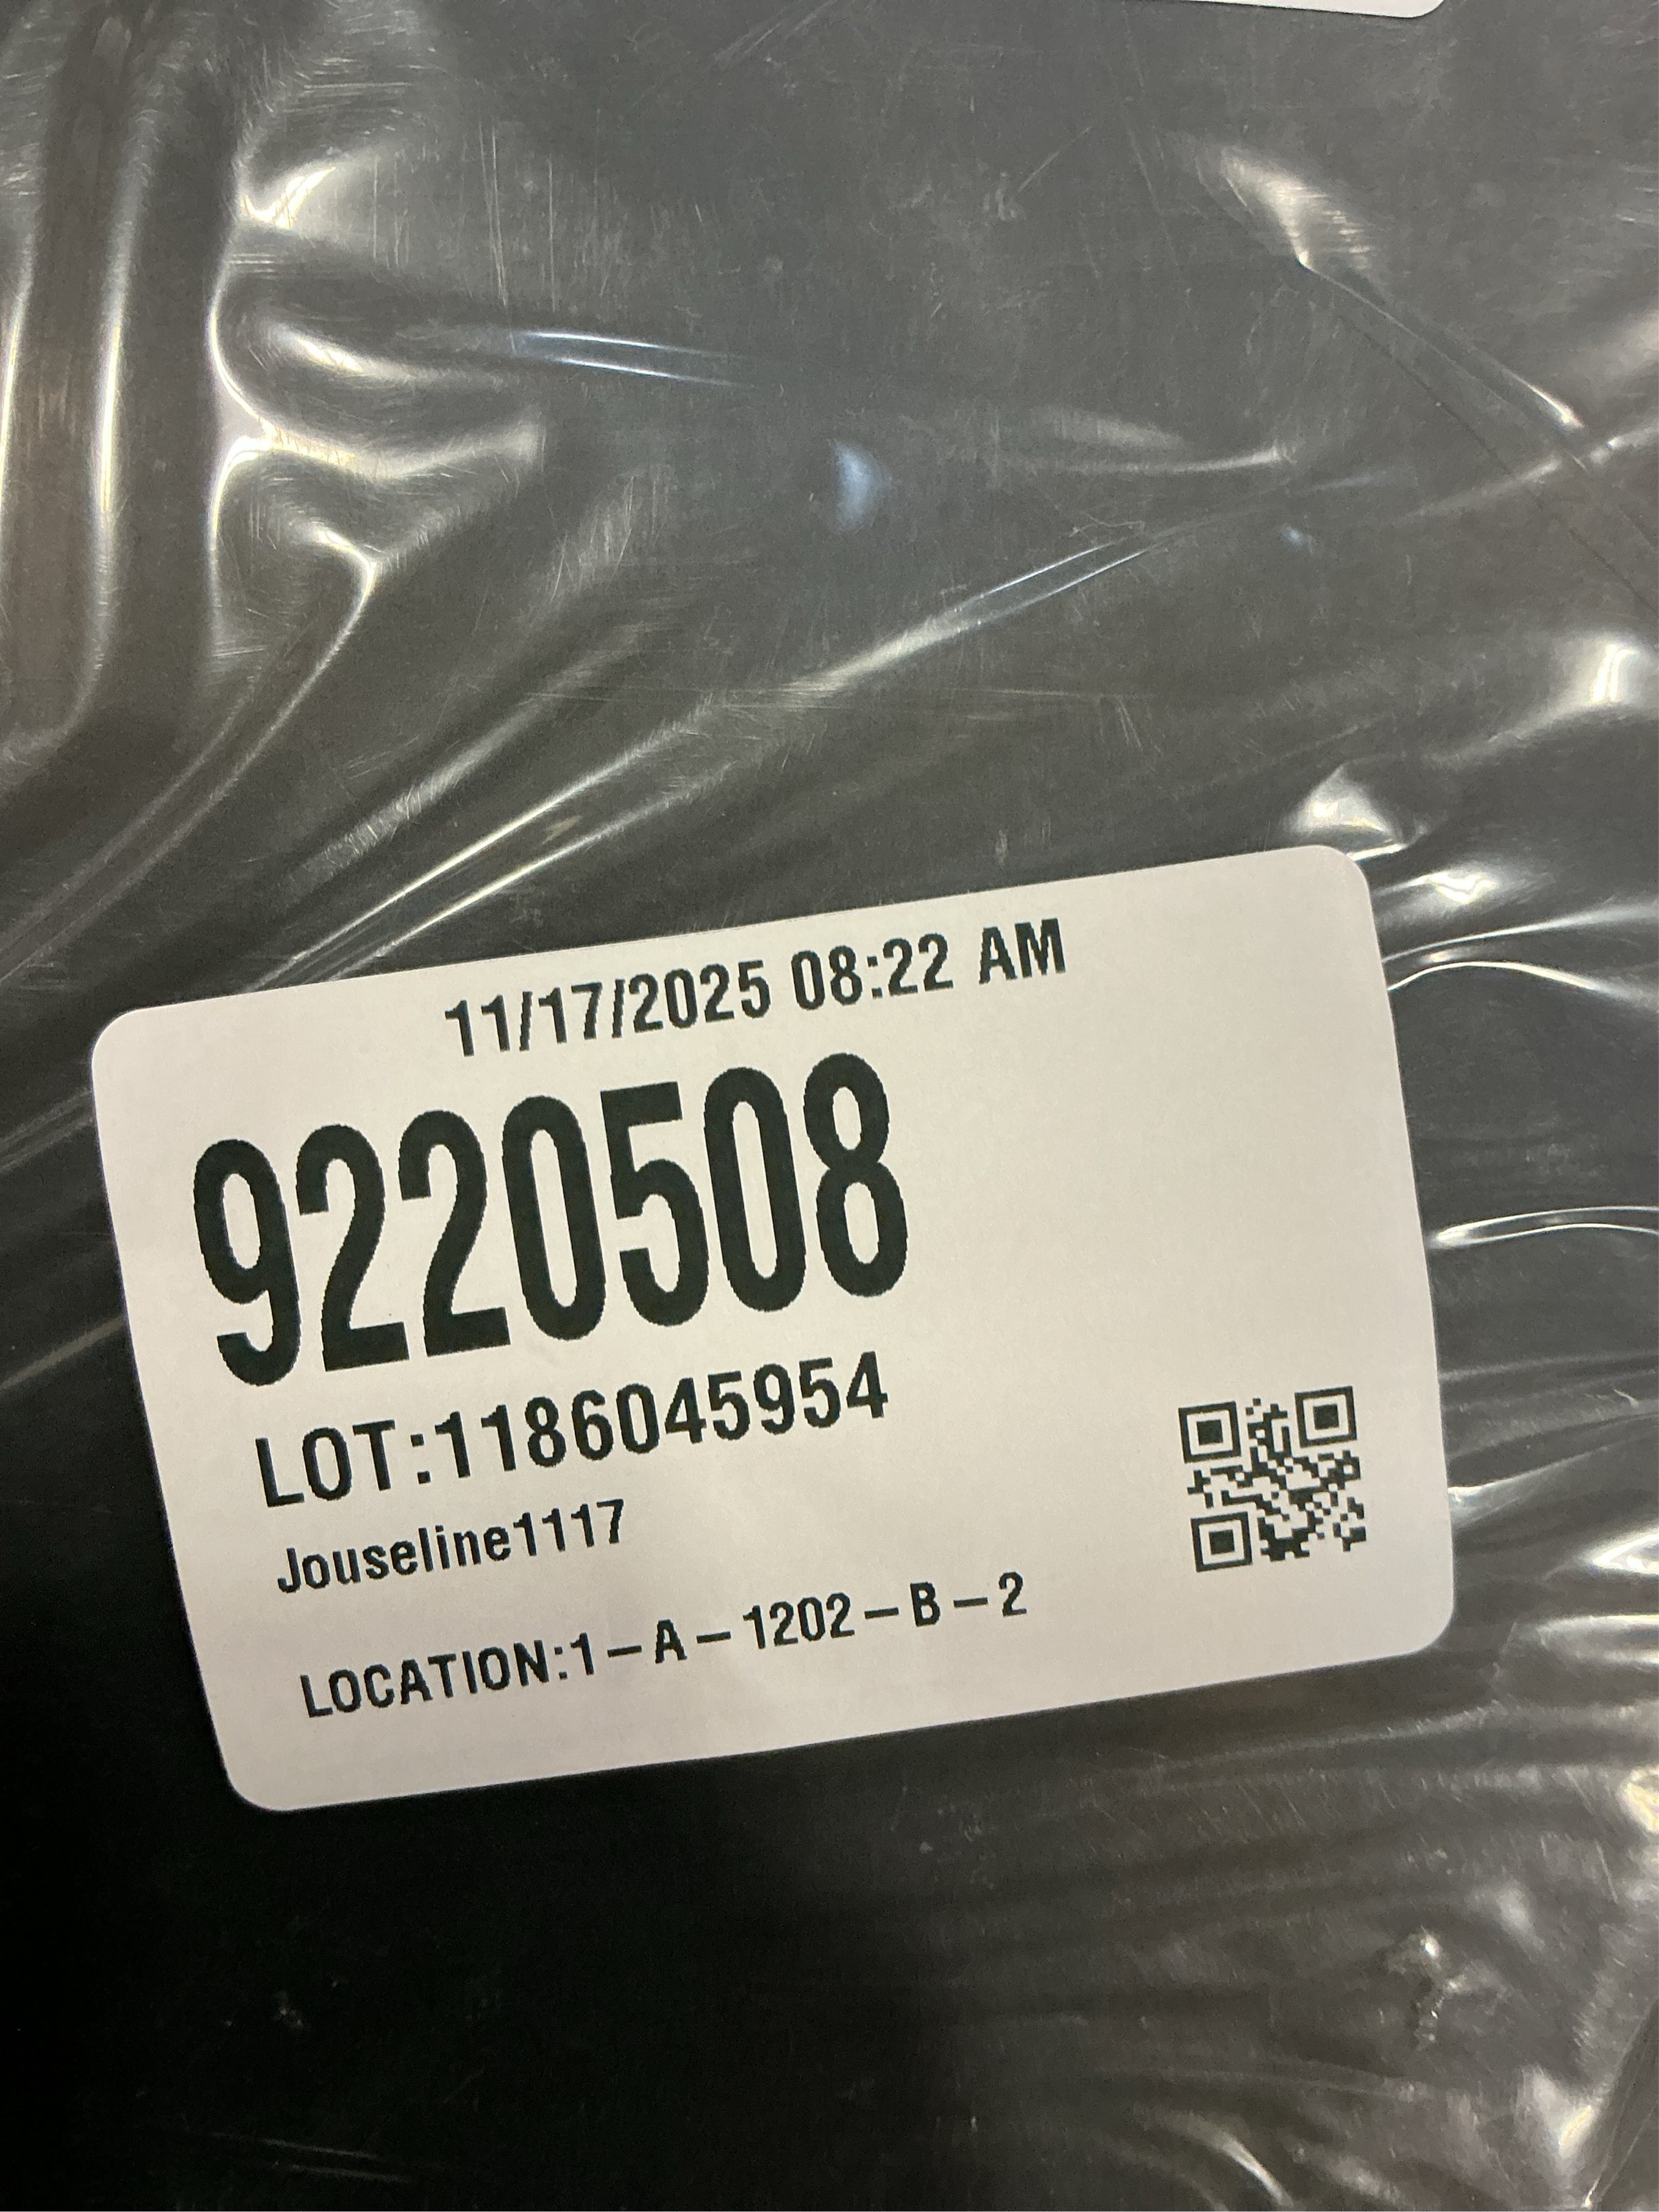 11/17/2025 08:22 AM
9220508
LOT:1186045954
Jouseline1117
LOCATION:1-A-1202-B-2